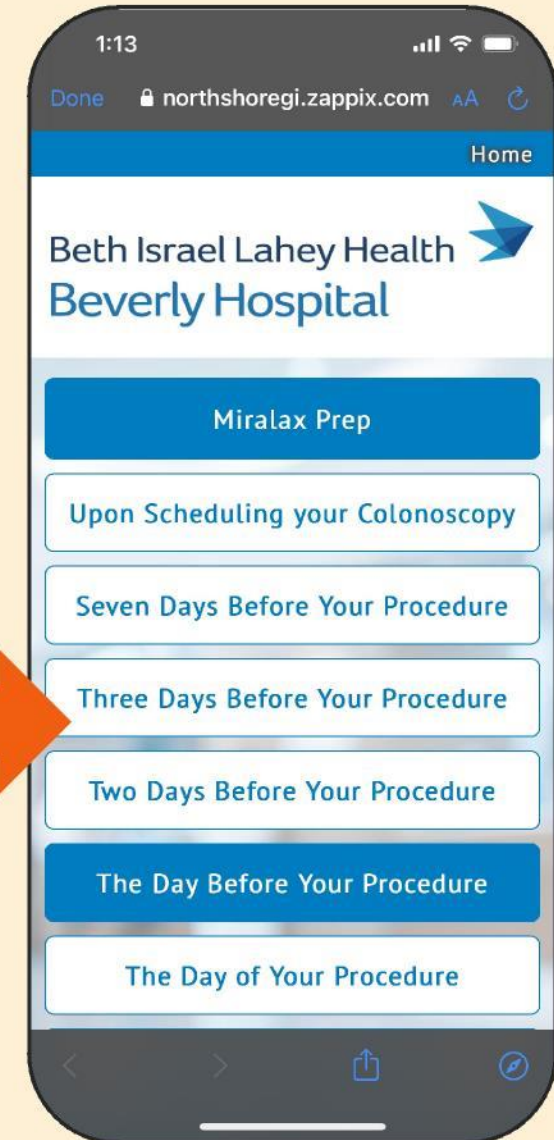 1:13
Done northshoregi.zappix.com AA
Home
Beth Israel Lahey Health
Beverly Hospital
Miralax Prep
Upon Scheduling your Colonoscopy
Seven Days Before Your Procedure
Three Days Before Your Procedure
Two Days Before Your Procedure
The Day Before Your Procedure
The Day of Your Procedure